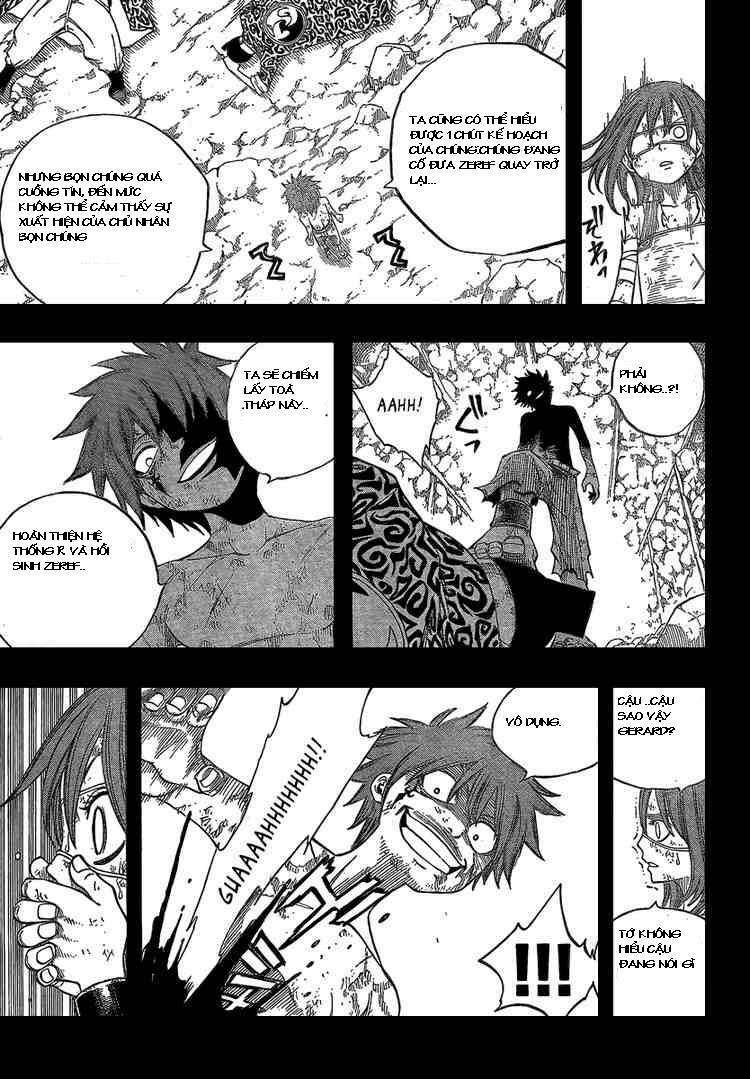 TA CŨNG CÓ THỂ HIỂU
ĐƯỢC 1 CHÚT KẾ HOẠCH
CỦA CHÚNG:CHÚNG ĐANG
CỐ ĐƯA ZEREF QUAY TRỞ
LẠI...
NHƯNG BỌN CHÚNG QUÁ
CUỒNG TÍN, ĐẾN MỨC
KHÔNG THỂ CẢM THẤY SỰ
XUẤT HIỆN CỦA CHỦ NHÂN
BỌN CHÚNG
PHẢI
KHÔNG..?!
AAHH!
TA SẼ CHIẾM
LẤY TOÀ
THÁP NÀY..
HOÀN THIỆN HỆ
THỐNG R VÀ HỒI
SINH ZEREF..
CẬU ..CẬU
SAO VẬY
GERARD?
TỚ KHÔNG
HIỂU CẬU
ĐANG NÓI GÌ
VÔ DỤNG.
!!!
GUAAAAHHHHHHH!!